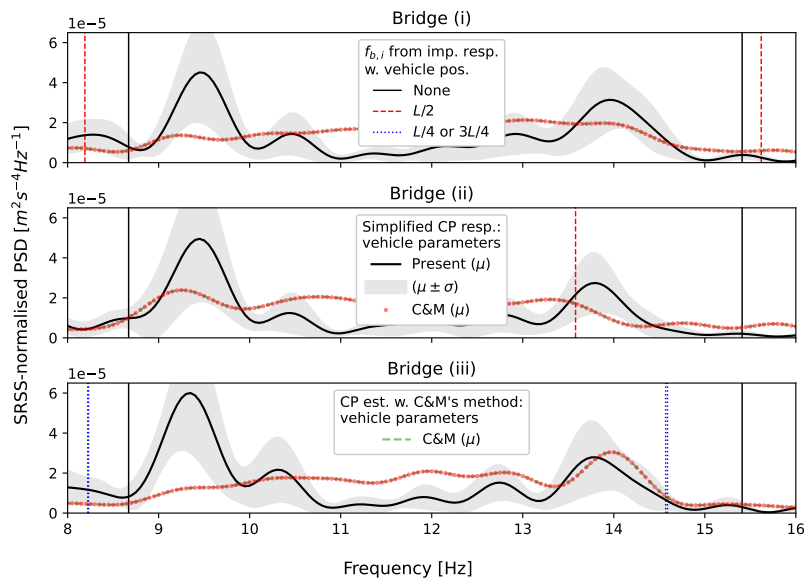 Bridge (i)
1e−5
6
4
2
0
f_{b,i} from imp. resp.
w. vehicle pos.
None
L/2
L/4 or 3L/4
Bridge (ii)
1e−5
6
4
2
0
Simplified CP resp.:
vehicle parameters
Present (μ)
(μ ± σ)
C&M (μ)
SRSS-normalised PSD [m²s⁻⁴Hz⁻¹]
Bridge (iii)
1e−5
6
4
2
0
CP est. w. C&M's method:
vehicle parameters
C&M (μ)
8 9 10 11 12 13 14 15 16
Frequency [Hz]